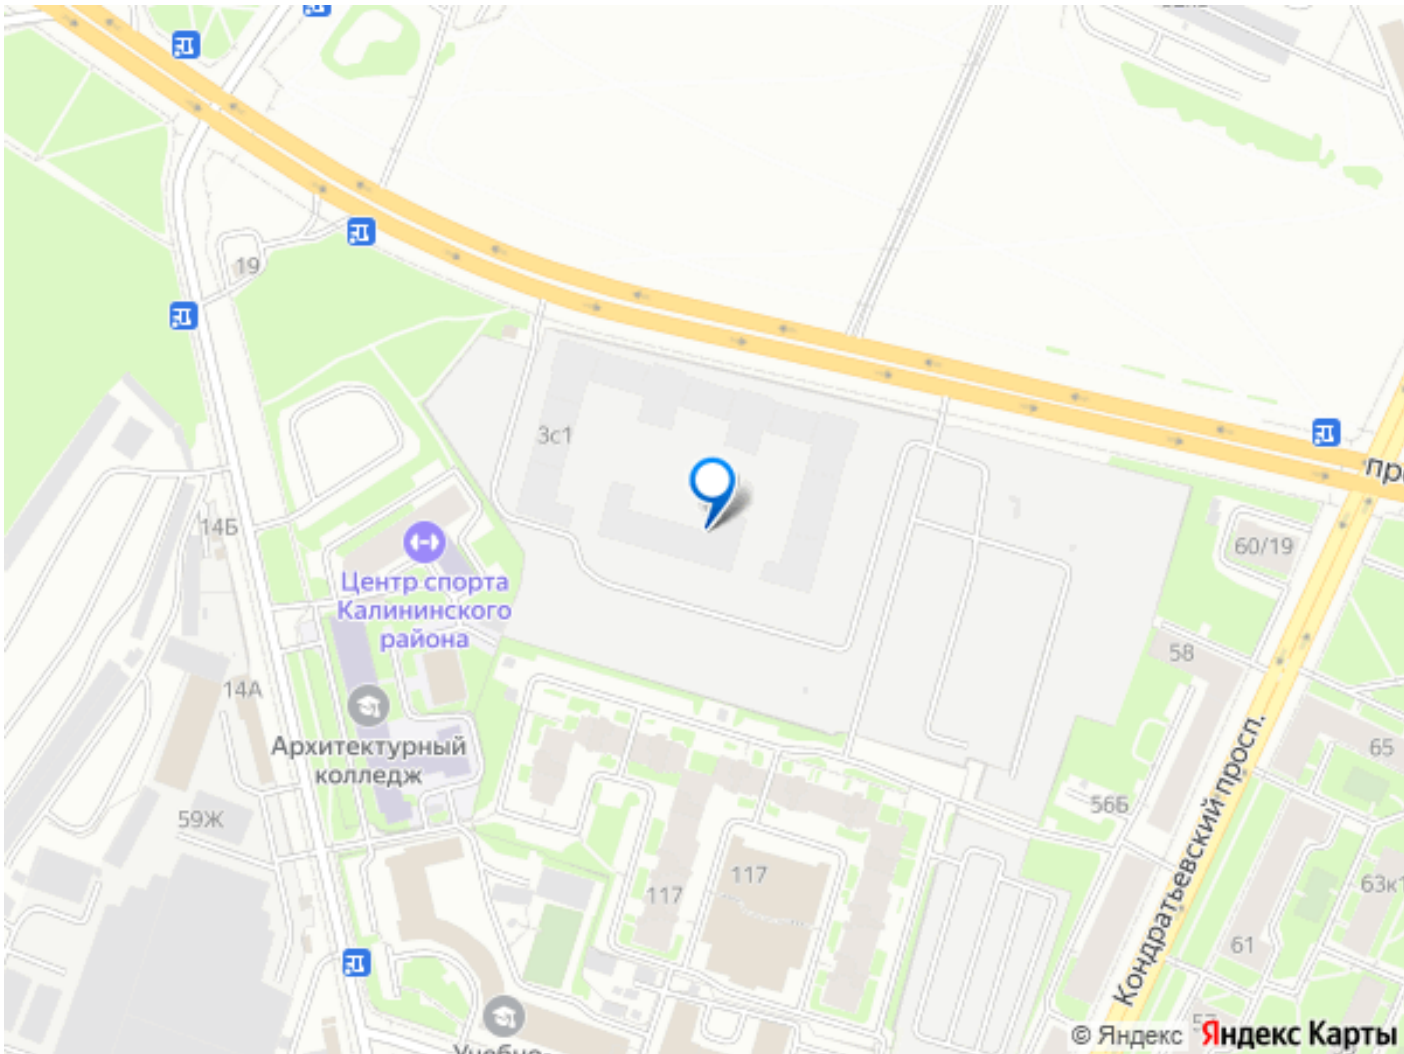 19
3с1
14Б
60/19
Центр спорта
Калининского
района
58
14А
Архитектурный
колледж
65
56Б
59Ж
Кондратьевский просп.
117
117
63к1
61
© Яндекс Яндекс Карты